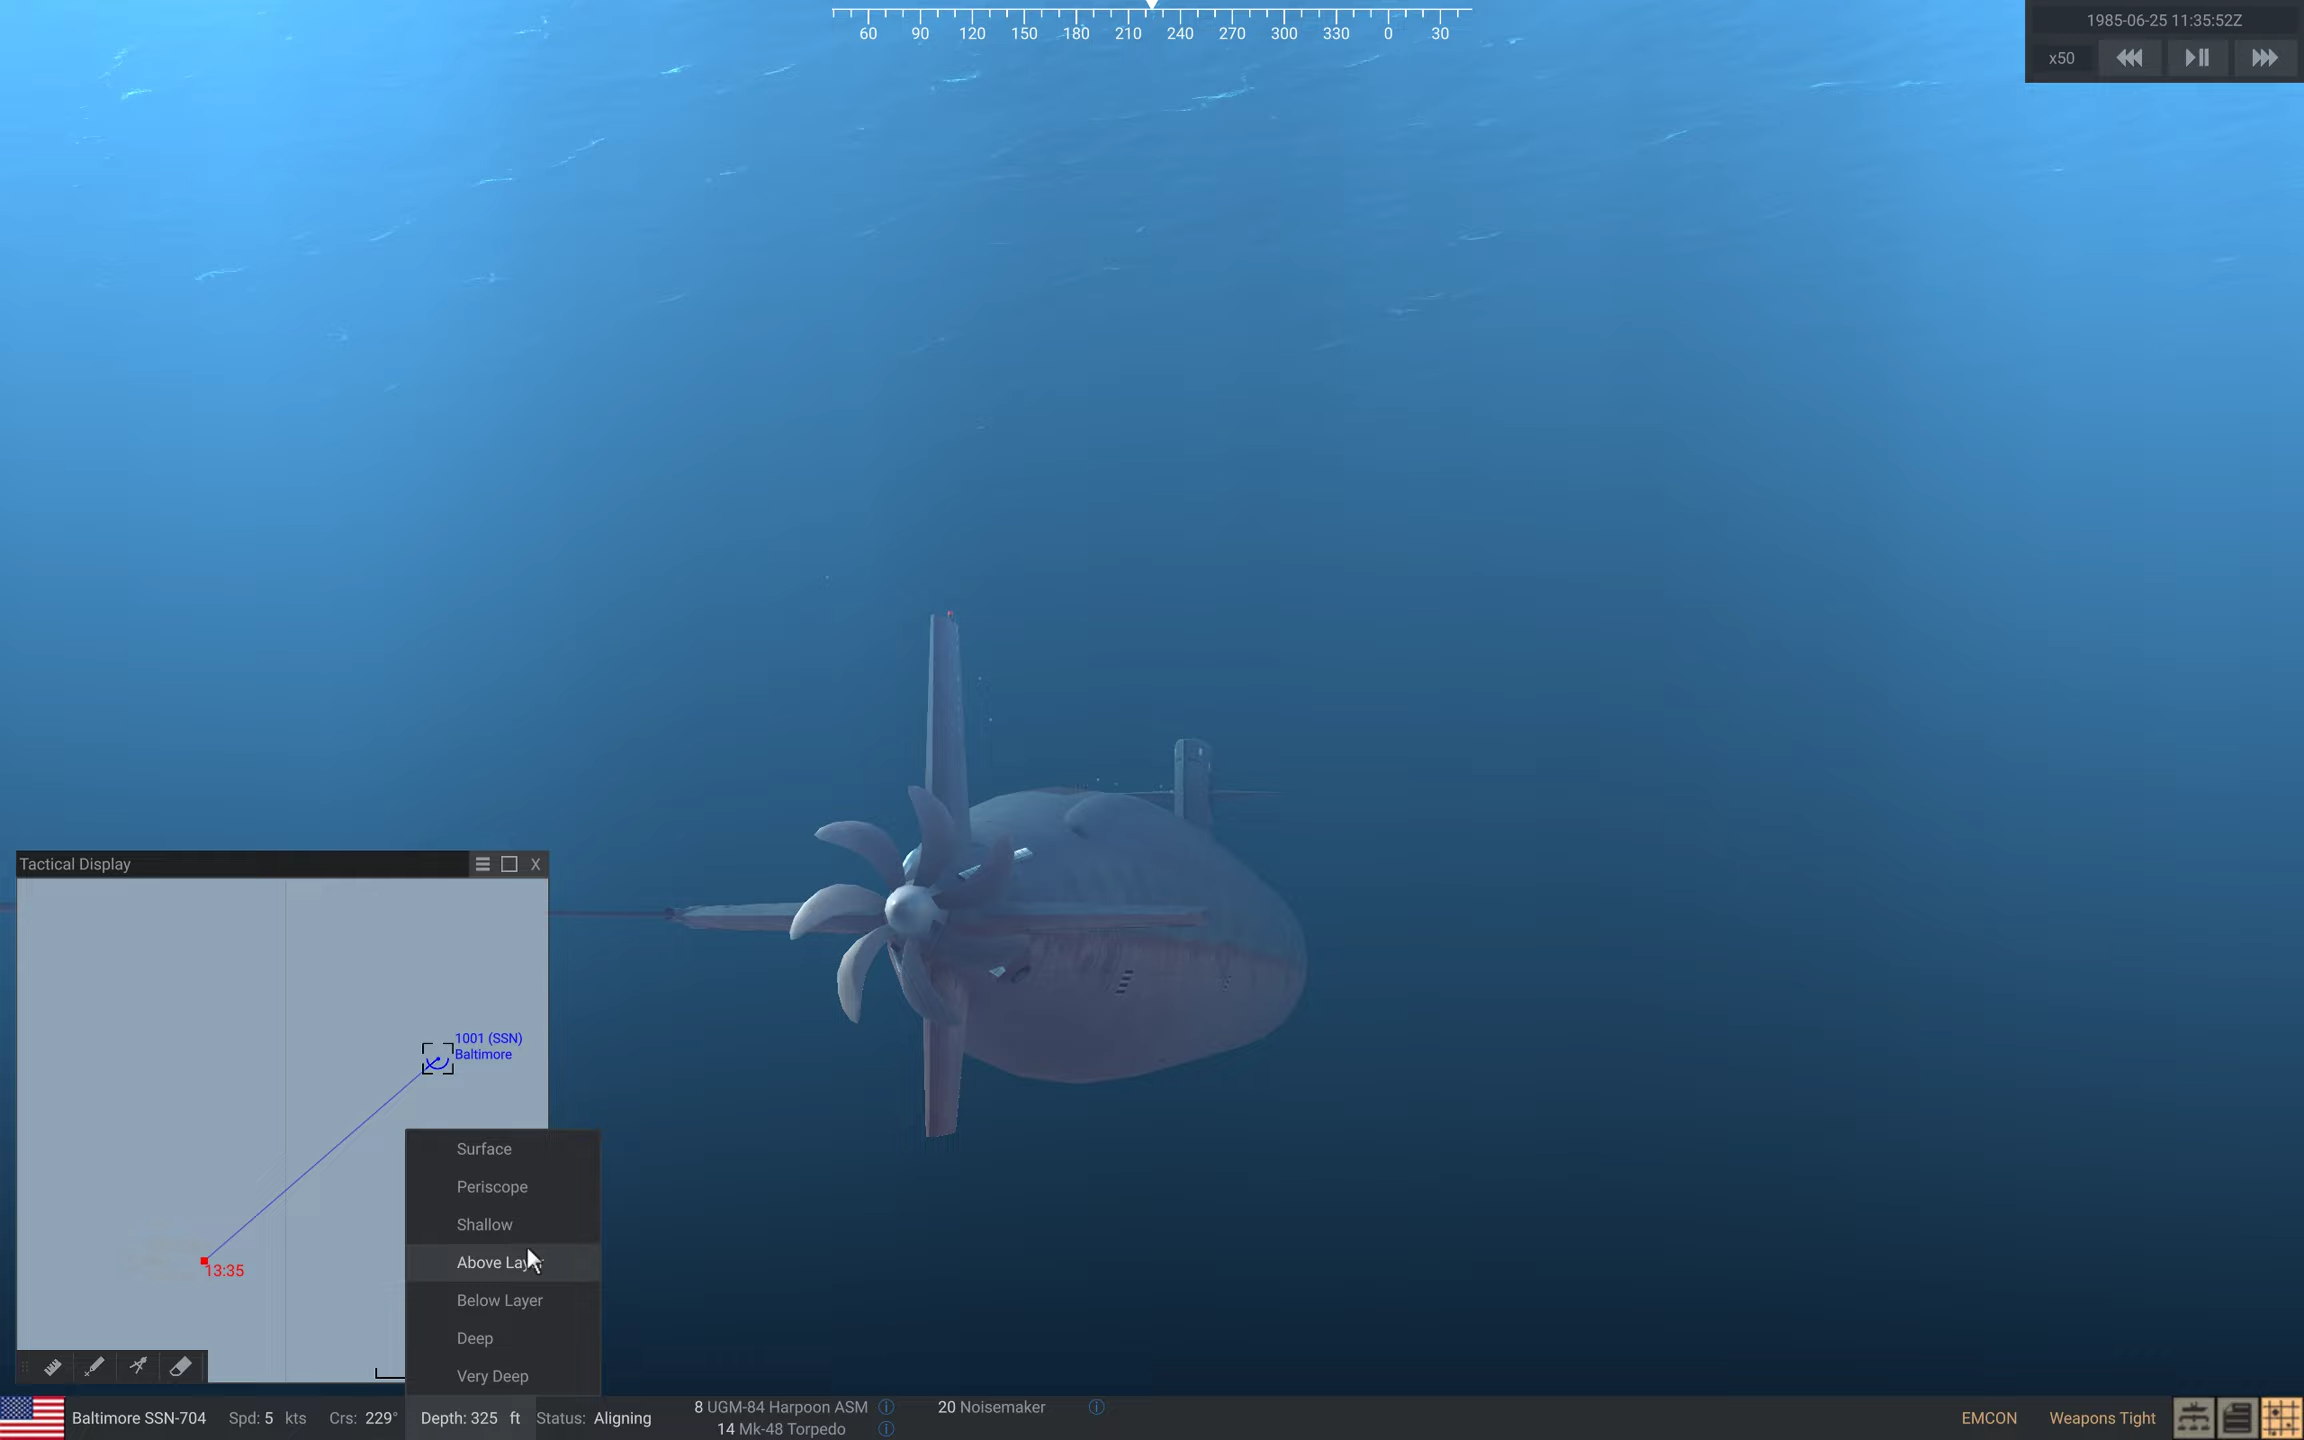 60 90 120 150 180 210 240 270 300 330 0 30
1985-06-25 11:35:52Z
x50
Tactical Display
X
1001 (SSN)
Baltimore
13:35
Surface
Periscope
Shallow
Above Lay
Below Layer
Deep
Very Deep
Baltimore SSN-704 Spd: 5 kts Crs: 229° Depth: 325 ft Status: Aligning
8 UGM-84 Harpoon ASM 20 Noisemaker
14 Mk-48 Torpedo
EMCON Weapons Tight